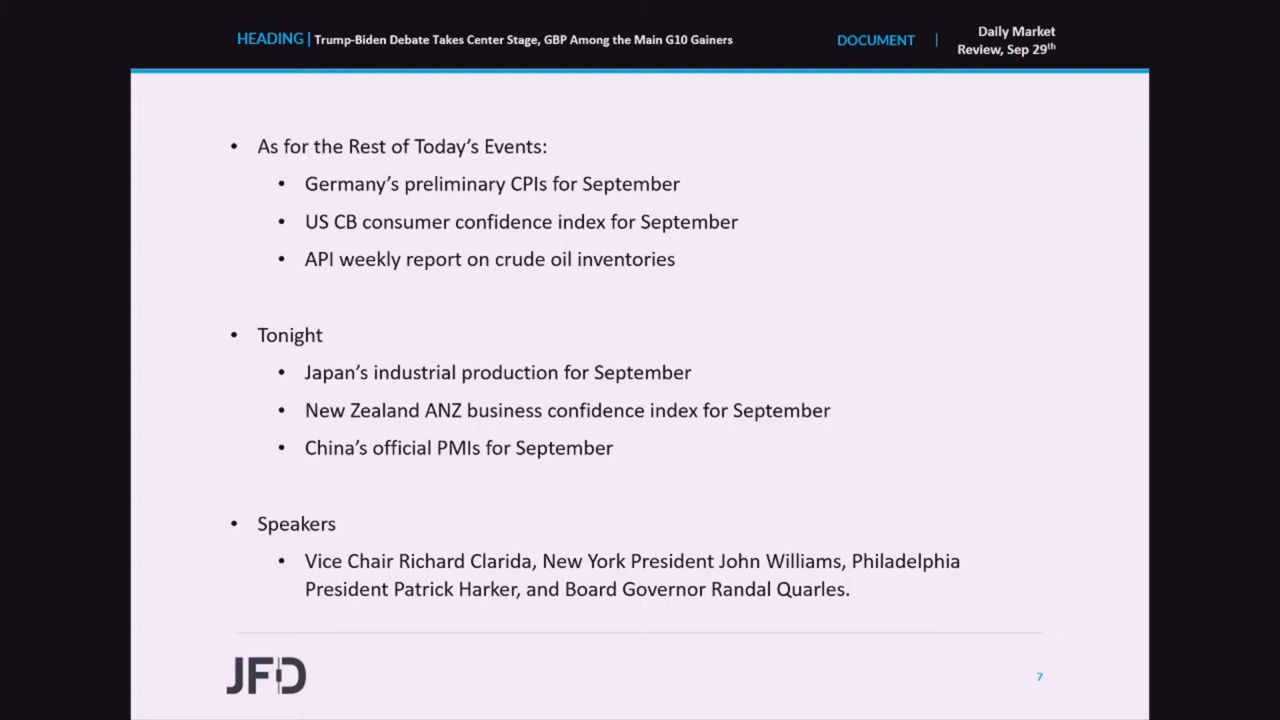 HEADING | Trump-Biden Debate Takes Center Stage, GBP Among the Main G10 Gainers
DOCUMENT |
Daily Market
Review, Sep 29th
• As for the Rest of Today’s Events:
• Germany’s preliminary CPIs for September
• US CB consumer confidence index for September
• API weekly report on crude oil inventories
• Tonight
• Japan’s industrial production for September
• New Zealand ANZ business confidence index for September
• China’s official PMIs for September
• Speakers
• Vice Chair Richard Clarida, New York President John Williams, Philadelphia
President Patrick Harker, and Board Governor Randal Quarles.
JFD
7